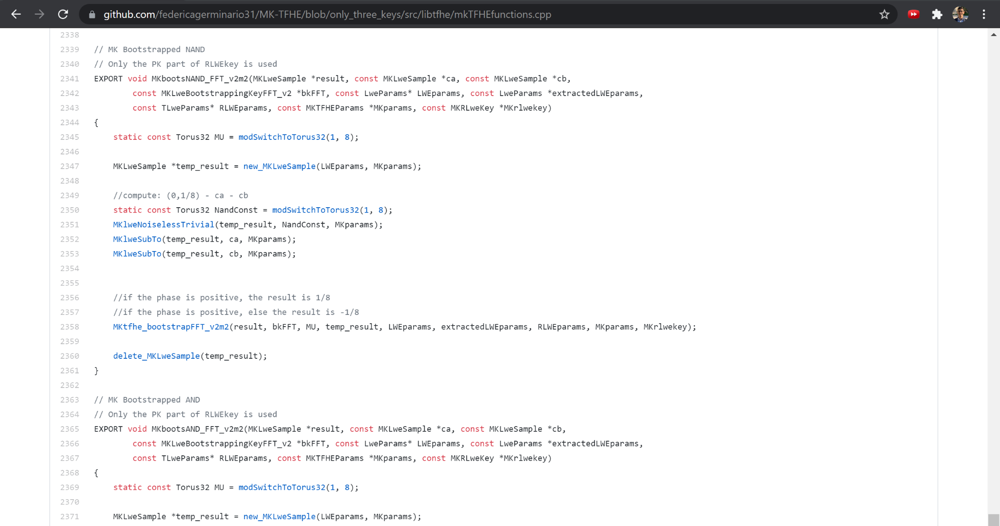 github.com/federicagerminario31/MK-TFHE/blob/only_three_keys/src/libtfhe/mkTFHEfunctions.cpp
2338
2339 // MK Bootstrapped NAND
2340 // Only the PK part of RLWEkey is used
2341 EXPORT void MKbootsNAND_FFT_v2m2(MKLweSample *result, const MKLweSample *ca, const MKLweSample *cb,
2342 const MKLweBootstrappingKeyFFT_v2 *bkFFT, const LweParams* LWEparams, const LweParams *extractedLWEparams,
2343 const TLweParams* RLWEparams, const MKTFHEParams *MKparams, const MKRLweKey *MKrlwekey)
2344 {
2345 static const Torus32 MU = modSwitchToTorus32(1, 8);
2346
2347 MKLweSample *temp_result = new_MKLweSample(LWEparams, MKparams);
2348
2349 //compute: (0,1/8) - ca - cb
2350 static const Torus32 NandConst = modSwitchToTorus32(1, 8);
2351 MKlweNoiselessTrivial(temp_result, NandConst, MKparams);
2352 MKlweSubTo(temp_result, ca, MKparams);
2353 MKlweSubTo(temp_result, cb, MKparams);
2354
2355
2356 //if the phase is positive, the result is 1/8
2357 //if the phase is positive, else the result is -1/8
2358 MKtfhe_bootstrapFFT_v2m2(result, bkFFT, MU, temp_result, LWEparams, extractedLWEparams, RLWEparams, MKparams, MKrlwekey);
2359
2360 delete_MKLweSample(temp_result);
2361 }
2362
2363 // MK Bootstrapped AND
2364 // Only the PK part of RLWEkey is used
2365 EXPORT void MKbootsAND_FFT_v2m2(MKLweSample *result, const MKLweSample *ca, const MKLweSample *cb,
2366 const MKLweBootstrappingKeyFFT_v2 *bkFFT, const LweParams* LWEparams, const LweParams *extractedLWEparams,
2367 const TLweParams* RLWEparams, const MKTFHEParams *MKparams, const MKRLweKey *MKrlwekey)
2368 {
2369 static const Torus32 MU = modSwitchToTorus32(1, 8);
2370
2371 MKLweSample *temp_result = new_MKLweSample(LWEparams, MKparams);